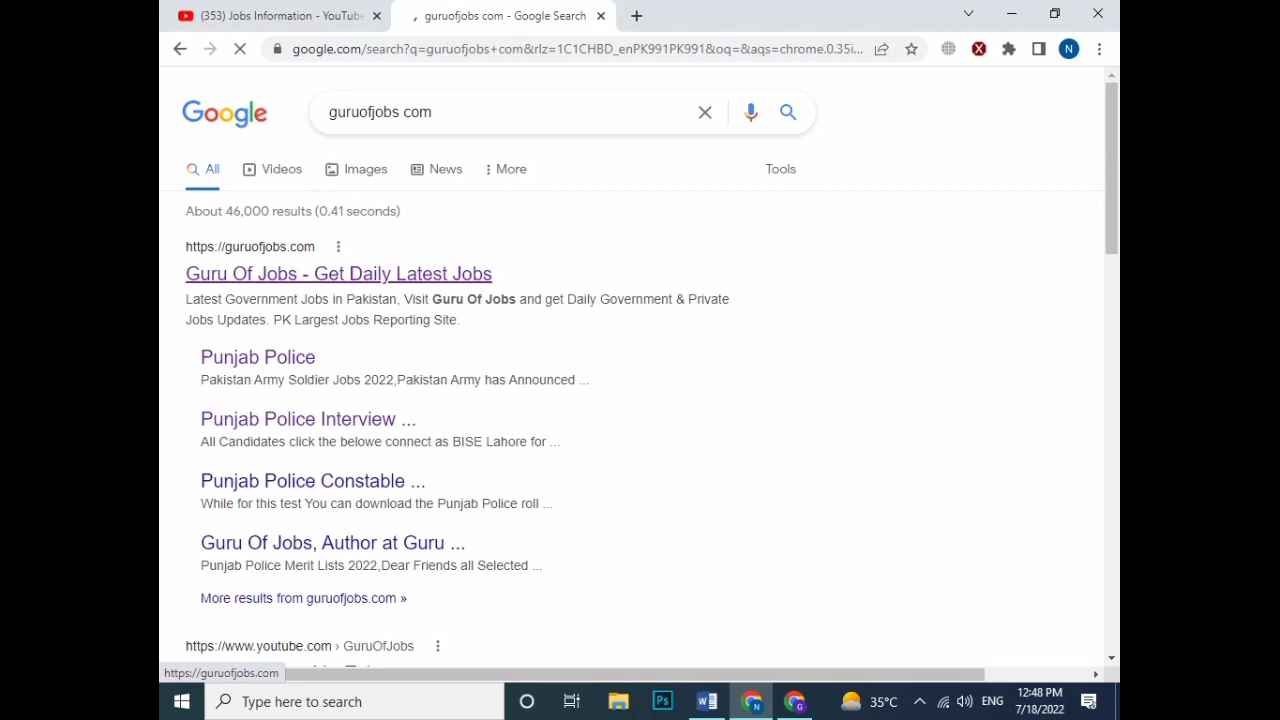 (353) Jobs Information - YouTube
guruofjobs com - Google Search
google.com/search?q=guruofjobs+com&rlz=1C1CHBD_enPK991PK991&oq=&aqs=chrome.0.35i...
N
Google
guruofjobs com
All
Videos
Images
News
More
Tools
About 46,000 results (0.41 seconds)
https://guruofjobs.com
Guru Of Jobs - Get Daily Latest Jobs
Latest Government Jobs in Pakistan, Visit Guru Of Jobs and get Daily Government & Private
Jobs Updates. PK Largest Jobs Reporting Site.
Punjab Police
Pakistan Army Soldier Jobs 2022,Pakistan Army has Announced ...
Punjab Police Interview ...
All Candidates click the belowe connect as BISE Lahore for ...
Punjab Police Constable ...
While for this test You can download the Punjab Police roll ...
Guru Of Jobs, Author at Guru ...
Punjab Police Merit Lists 2022,Dear Friends all Selected ...
More results from guruofjobs.com »
https://www.youtube.com › GuruOfJobs
https://guruofjobs.com
Type here to search
Ps
35°C
ENG
12:48 PM
7/18/2022